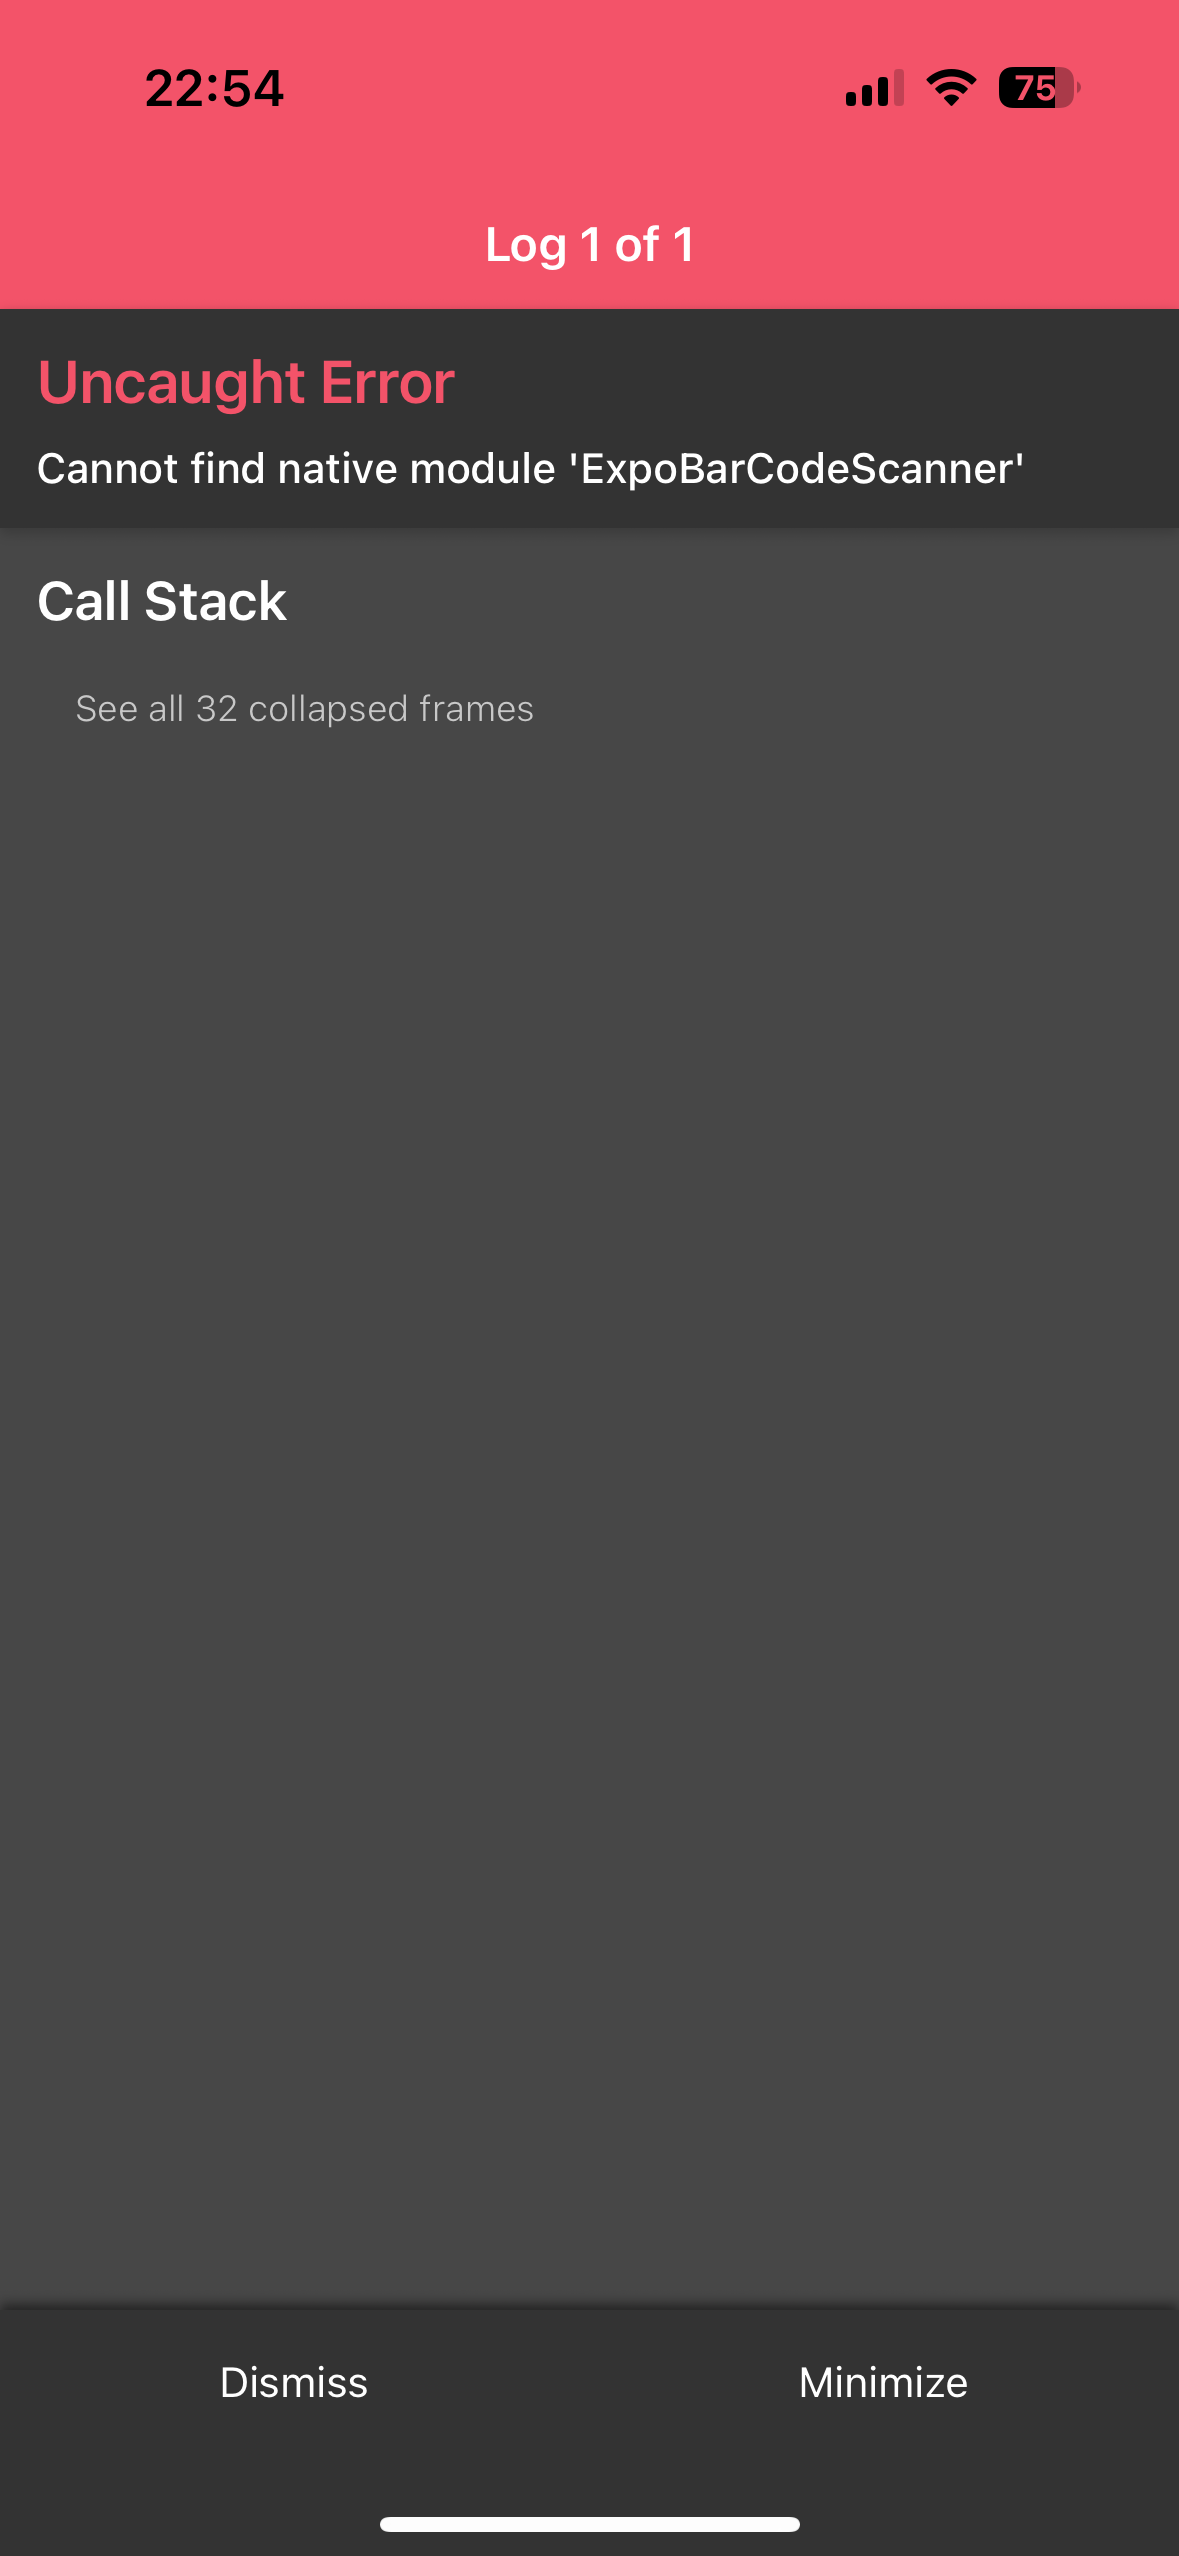 22:54
75
Log 1 of 1
Uncaught Error
Cannot find native module 'ExpoBarCodeScanner'
Call Stack
See all 32 collapsed frames
Dismiss
Minimize